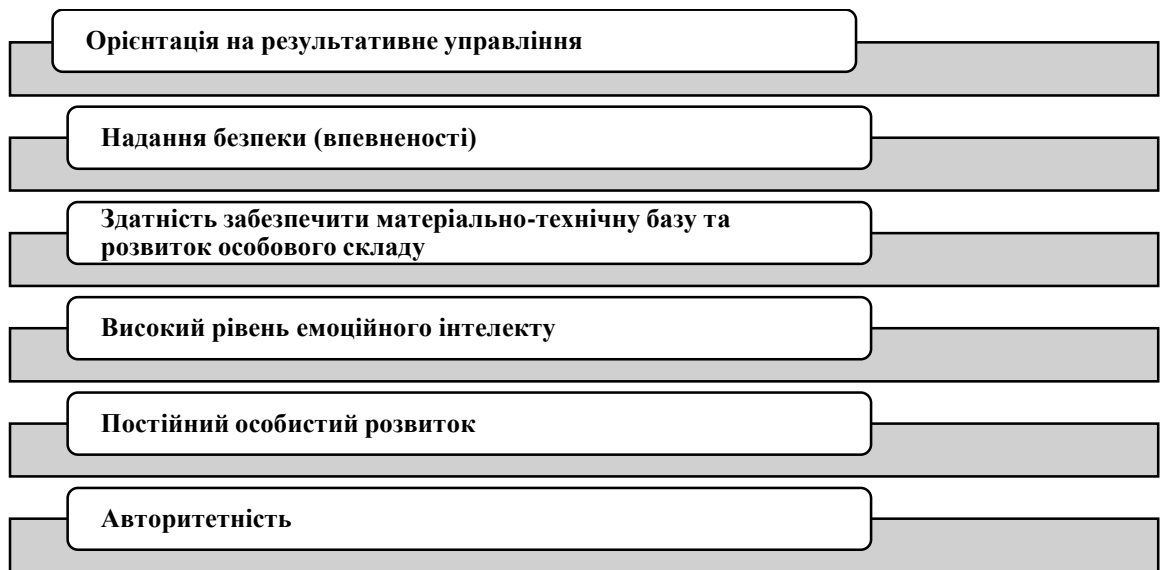 Орієнтація на результативне управління
Надання безпеки (впевненості)
Здатність забезпечити матеріально-технічну базу та
розвиток особового складу
Високий рівень емоційного інтелекту
Постійний особистий розвиток
Авторитетність